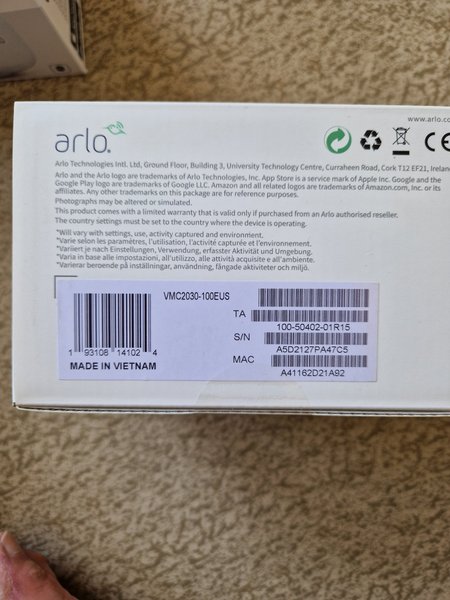 www.arlo.co
arlo
Arlo Technologies Intl. Ltd, Ground Floor, Building 3, University Technology Centre, Curraheen Road, Cork T12 EF21, Ireland
Arlo and the Arlo logo are trademarks of Arlo Technologies, Inc. App Store is a service mark of Apple Inc. Google and the
Google Play logo are trademarks of Google LLC. Amazon and all related logos are trademarks of Amazon.com, Inc. or its
affiliates. Any other trademarks on this package are for reference purposes.
Photographs may be altered or simulated.
This product comes with a limited warranty that is valid only if purchased from an Arlo authorised reseller.
The country settings must be set to the country where the device is operating.
*Will vary with settings, use, activity captured and environment.
*Varie selon les paramètres, l'utilisation, l'activité capturée et l'environnement.
*Variiert je nach Einstellungen, Verwendung, erfasster Aktivität und Umgebung.
*Varia in base alle impostazioni, all'utilizzo, alle attività acquisite e all'ambiente.
*Varierar beroende på inställningar, användning, fångade aktiviteter och miljö.
VMC2030-100EUS
TA
100-50402-01R15
S/N
A5D2127PA47C5
MAC
A41162D21A92
1 93108 14102 4
MADE IN VIETNAM